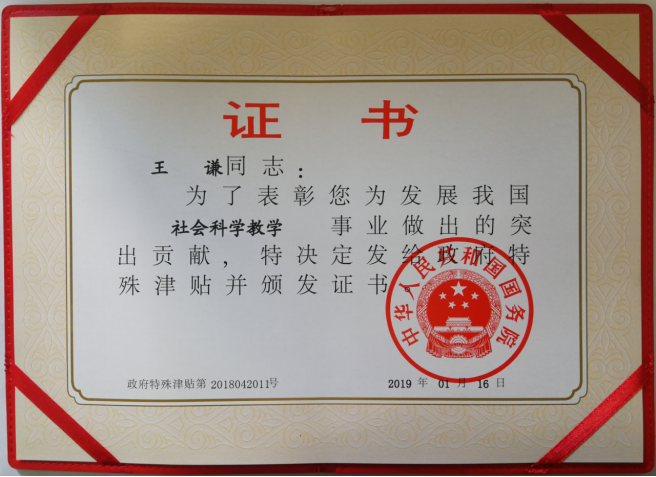 证 书
王 谦同志：
为了表彰您为发展我国
社会科学教学 事业做出的突
出贡献，特决定发给政府特
殊津贴并颁发证书。
中华人民共和国国务院
政府特殊津贴第2018042011号
2019 年 01 月 16 日